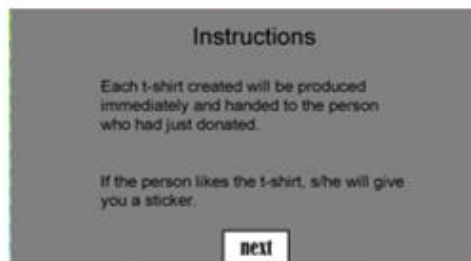 Instructions
Each t-shirt created will be produced
immediately and handed to the person
who had just donated.
If the person likes the t-shirt, s/he will give
you a sticker.
next